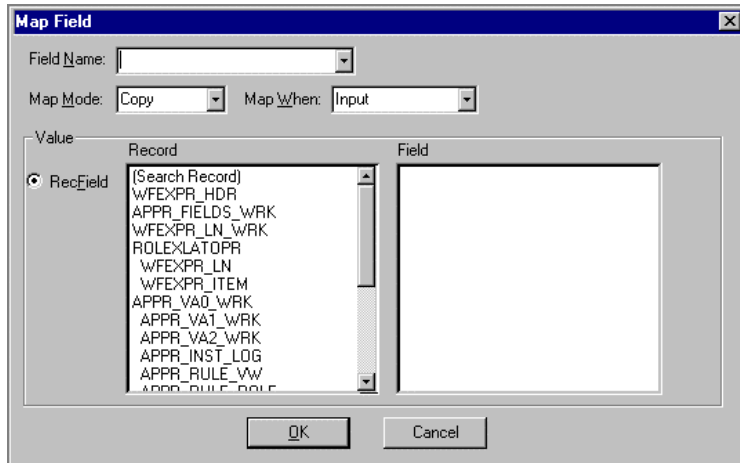 Map Field
Field Name:
Map Mode: Copy Map When: Input
Value
Record Field
RecField
(Search Record)
WFEXPR_HDR
APPR_FIELDS_WRK
WFEXPR_LN_WRK
ROLEXLATOPR
WFEXPR_LN
WFEXPR_ITEM
APPR_VA0_WRK
APPR_VA1_WRK
APPR_VA2_WRK
APPR_INST_LOG
APPR_RULE_VW
OK Cancel